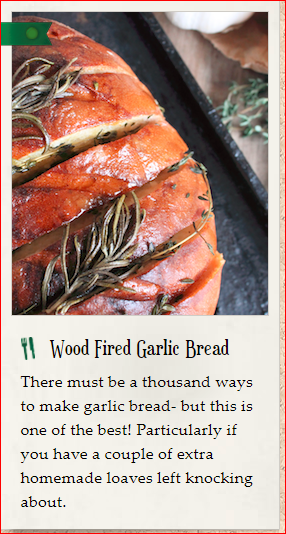 Wood Fired Garlic Bread
There must be a thousand ways
to make garlic bread- but this is
one of the best! Particularly if
you have a couple of extra
homemade loaves left knocking
about.